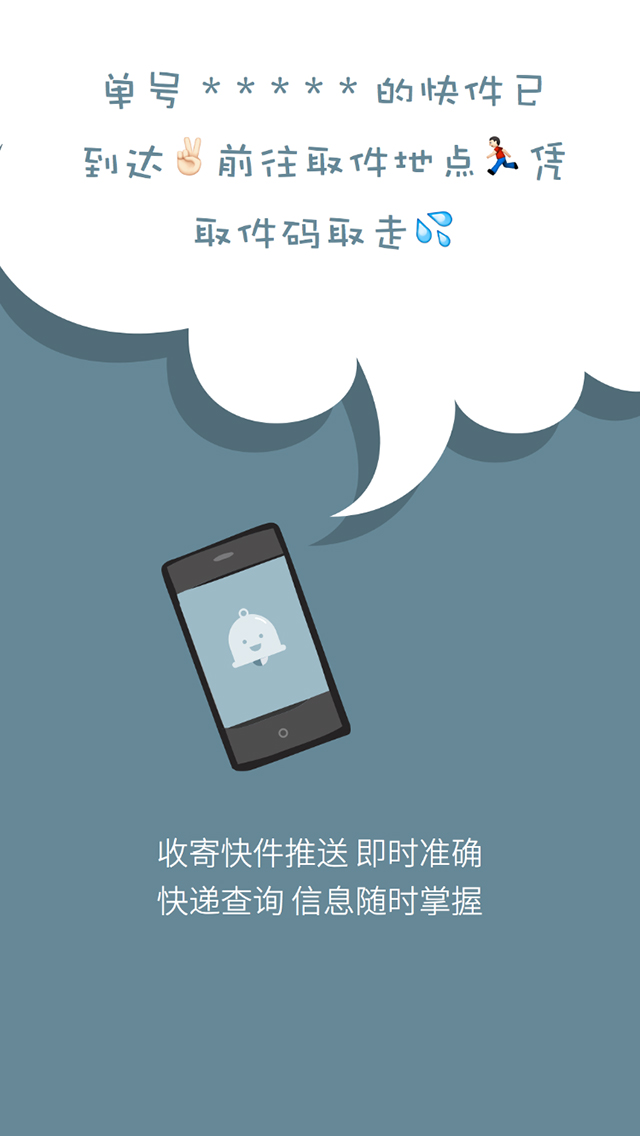 单号 * * * * * 的快件已
到达✌🏻前往取件地点🏃凭
取件码取走💦
收寄快件推送 即时准确
快递查询 信息随时掌握